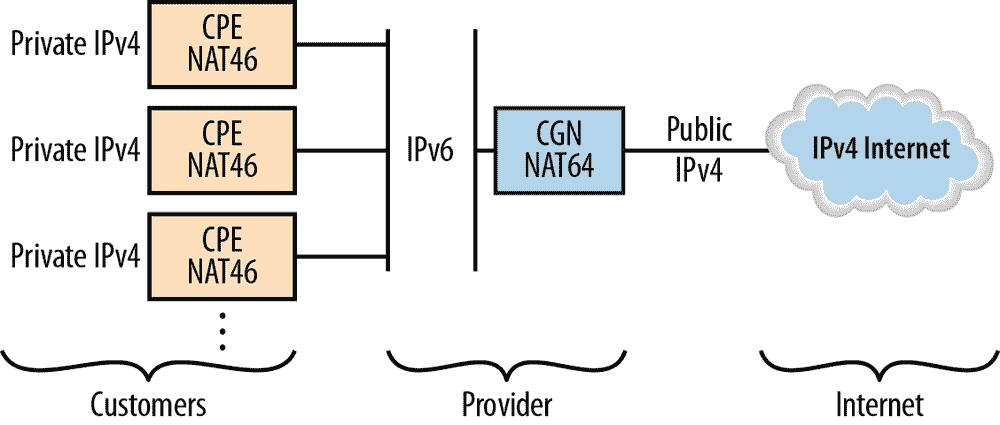 Private IPv4
CPE
NAT46
Private IPv4
CPE
NAT46
Private IPv4
CPE
NAT46
IPv6
CGN
NAT64
Public
IPv4
IPv4 Internet
Customers
Provider
Internet